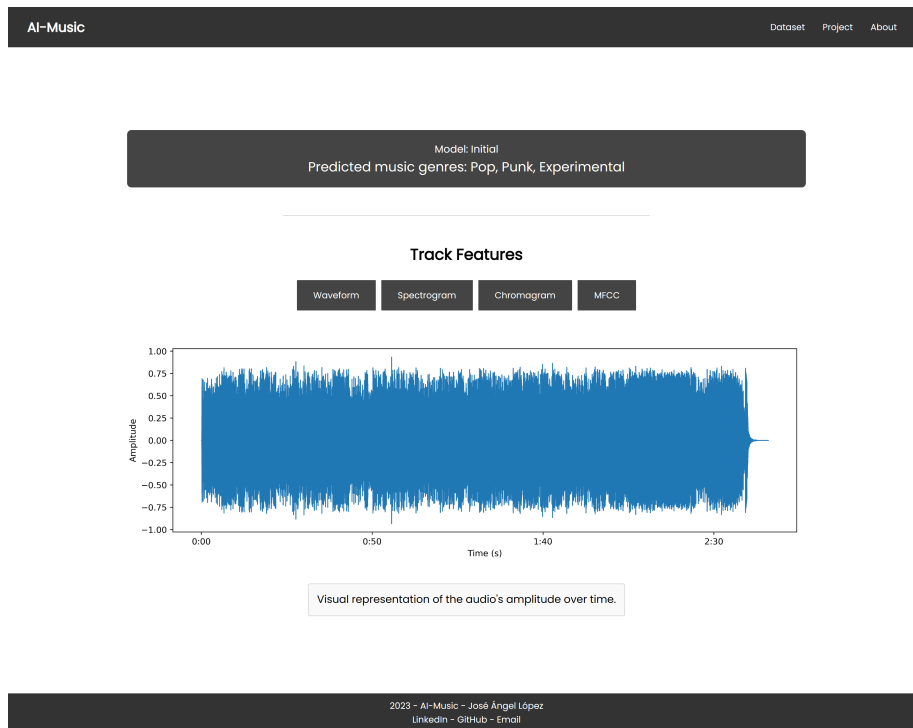 AI-Music
Dataset Project About
Model: Initial
Predicted music genres: Pop, Punk, Experimental
Track Features
Waveform Spectrogram Chromagram MFCC
1.00
0.75
0.50
0.25
0.00
−0.25
−0.50
−0.75
−1.00
Amplitude
0:00 0:50 1:40 2:30
Time (s)
Visual representation of the audio's amplitude over time.
2023 - AI-Music - José Ángel López
LinkedIn - GitHub - Email